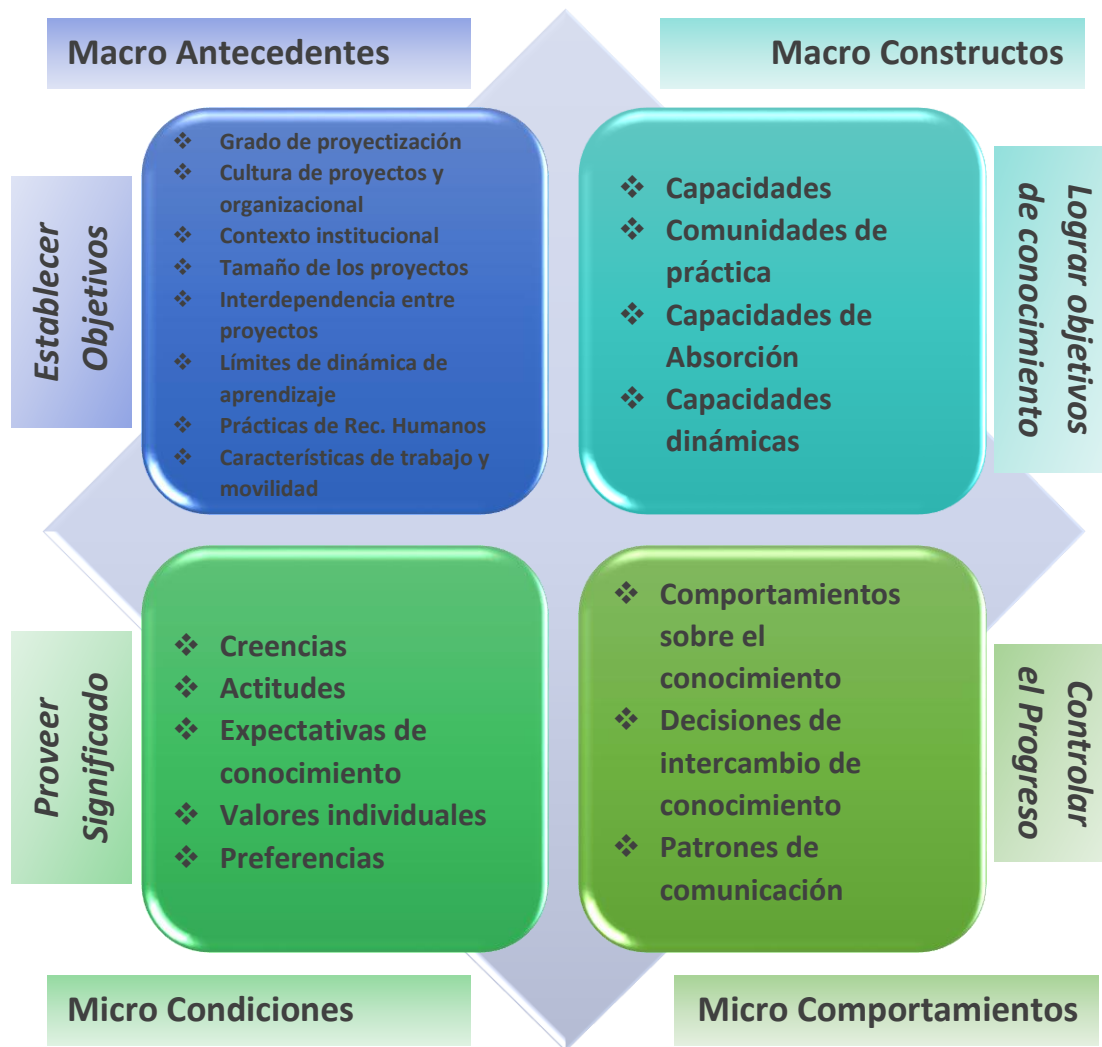 Macro Antecedentes
Macro Constructos
Establecer
Objetivos
❖ Grado de proyectización
❖ Cultura de proyectos y
organizacional
❖ Contexto institucional
❖ Tamaño de los proyectos
❖ Interdependencia entre
proyectos
❖ Límites de dinámica de
aprendizaje
❖ Prácticas de Rec. Humanos
❖ Características de trabajo y
movilidad
❖ Capacidades
❖ Comunidades de
práctica
❖ Capacidades de
Absorción
❖ Capacidades
dinámicas
Lograr objetivos
de conocimiento
Proveer
Significado
❖ Creencias
❖ Actitudes
❖ Expectativas de
conocimiento
❖ Valores individuales
❖ Preferencias
❖ Comportamientos
sobre el
conocimiento
❖ Decisiones de
intercambio de
conocimiento
❖ Patrones de
comunicación
Controlar
el Progreso
Micro Condiciones
Micro Comportamientos